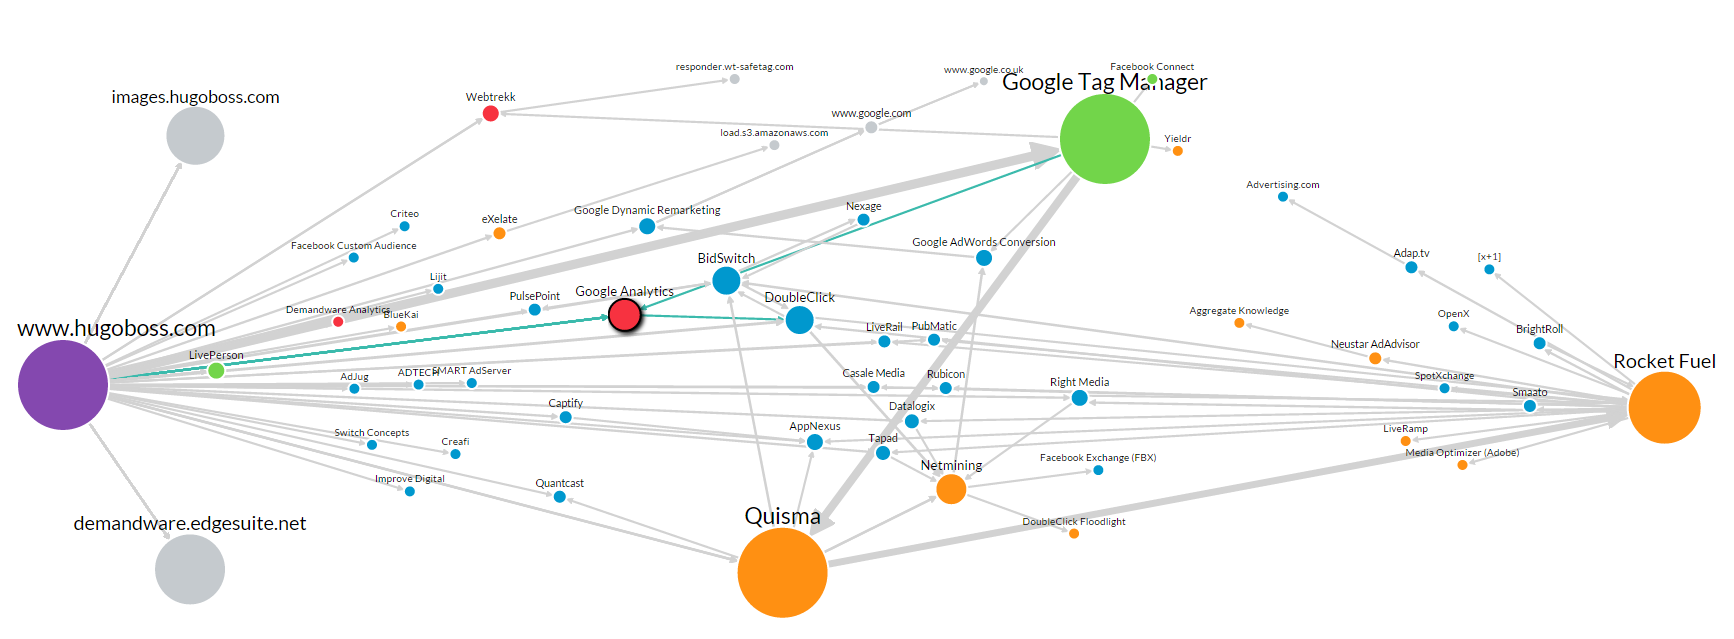 responder.wt-safetag.com
www.google.co.uk
Facebook Connect
Google Tag Manager
images.hugoboss.com
Webtrekk
www.google.com
load.s3.amazonaws.com
Yieldr
Advertising.com
Criteo
eXelate
Google Dynamic Remarketing
Nexage
Facebook Custom Audience
Google AdWords Conversion
BidSwitch
Adap.tv
[x+1]
Lijit
PulsePoint
Google Analytics
DoubleClick
Demandware Analytics
BlueKai
Aggregate Knowledge
OpenX
www.hugoboss.com
LiveRail
PubMatic
BrightRoll
Neustar AdAdvisor
LivePerson
Rocket Fuel
AdJug
ADTECH
SMART AdServer
Casale Media
Rubicon
Right Media
SpotXchange
Smaato
Captify
Datalogix
AppNexus
Tapad
LiveRamp
Switch Concepts
Creafi
Media Optimizer (Adobe)
Netmining
Facebook Exchange (FBX)
Improve Digital
Quantcast
demandware.edgesuite.net
Quisma
DoubleClick Floodlight